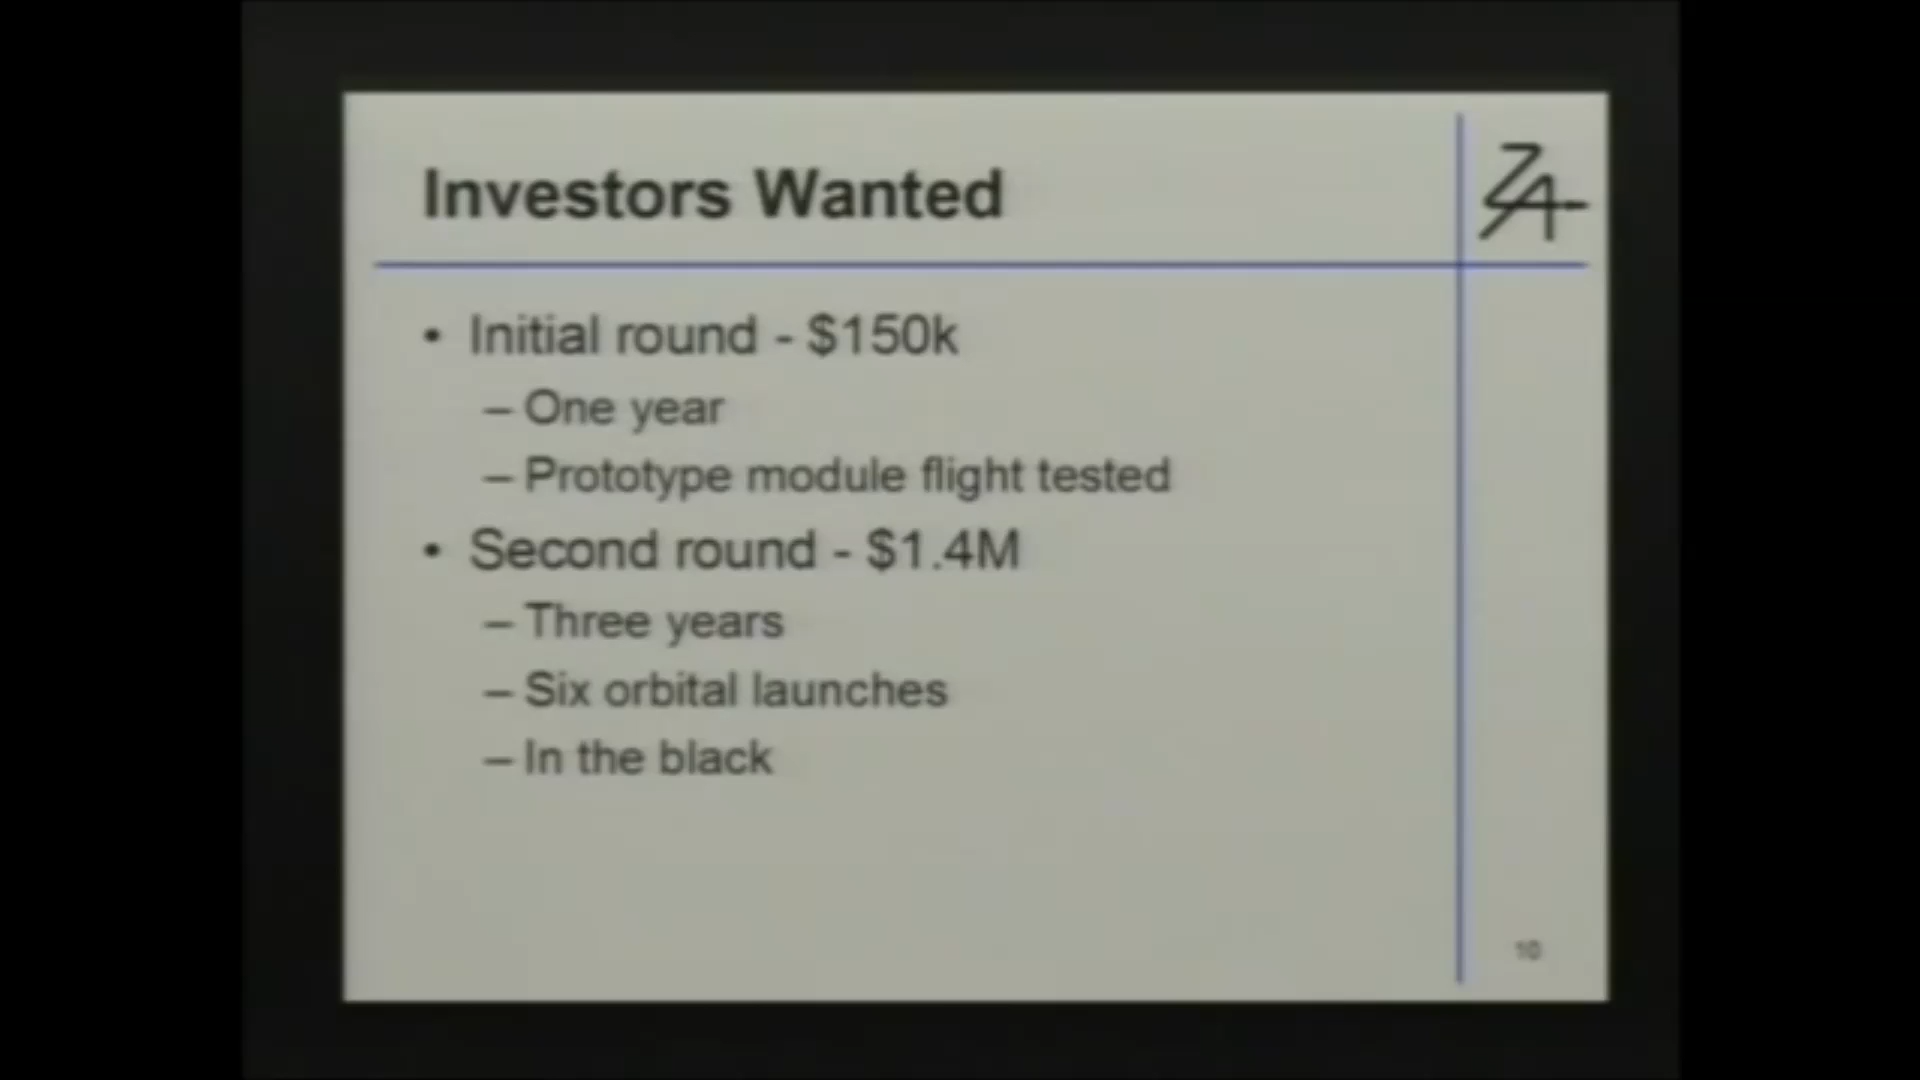 Investors Wanted
ZA
• Initial round - $150k
– One year
– Prototype module flight tested
• Second round - $1.4M
– Three years
– Six orbital launches
– In the black
10